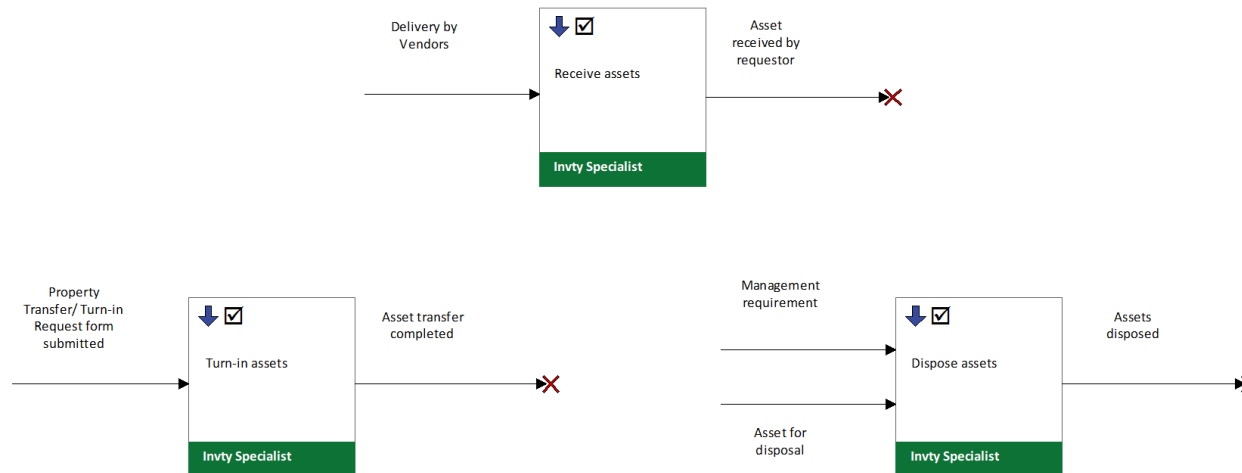 Delivery by
Vendors
Receive assets
Invty Specialist
Asset
received by
requestor
Property
Transfer/ Turn-in
Request form
submitted
Turn-in assets
Invty Specialist
Asset transfer
completed
Management
requirement
Asset for
disposal
Dispose assets
Invty Specialist
Assets
disposed